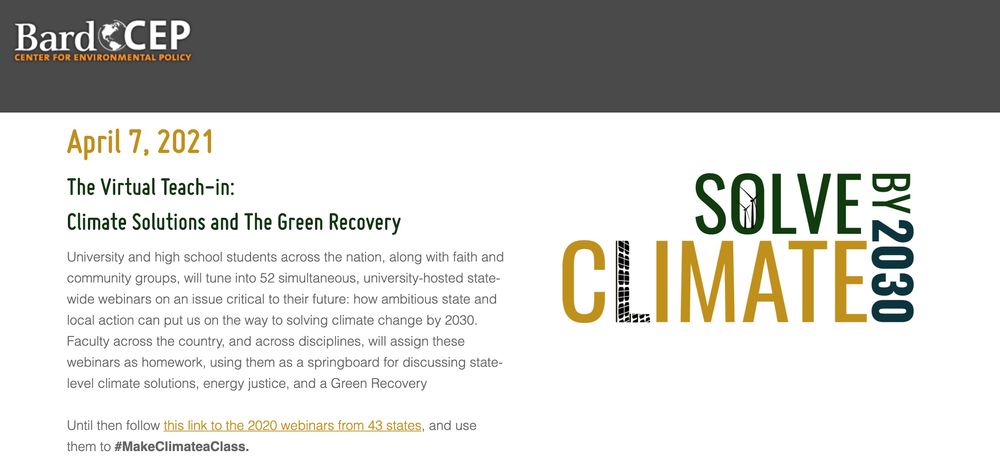 Bard CEP
CENTER FOR ENVIRONMENTAL POLICY
April 7, 2021
The Virtual Teach-in:
Climate Solutions and The Green Recovery
University and high school students across the nation, along with faith and
community groups, will tune into 52 simultaneous, university-hosted state-
wide webinars on an issue critical to their future: how ambitious state and
local action can put us on the way to solving climate change by 2030.
Faculty across the country, and across disciplines, will assign these
webinars as homework, using them as a springboard for discussing state-
level climate solutions, energy justice, and a Green Recovery
Until then follow this link to the 2020 webinars from 43 states, and use
them to #MakeClimateaClass.
SOLVE
CLIMATE
BY 2030